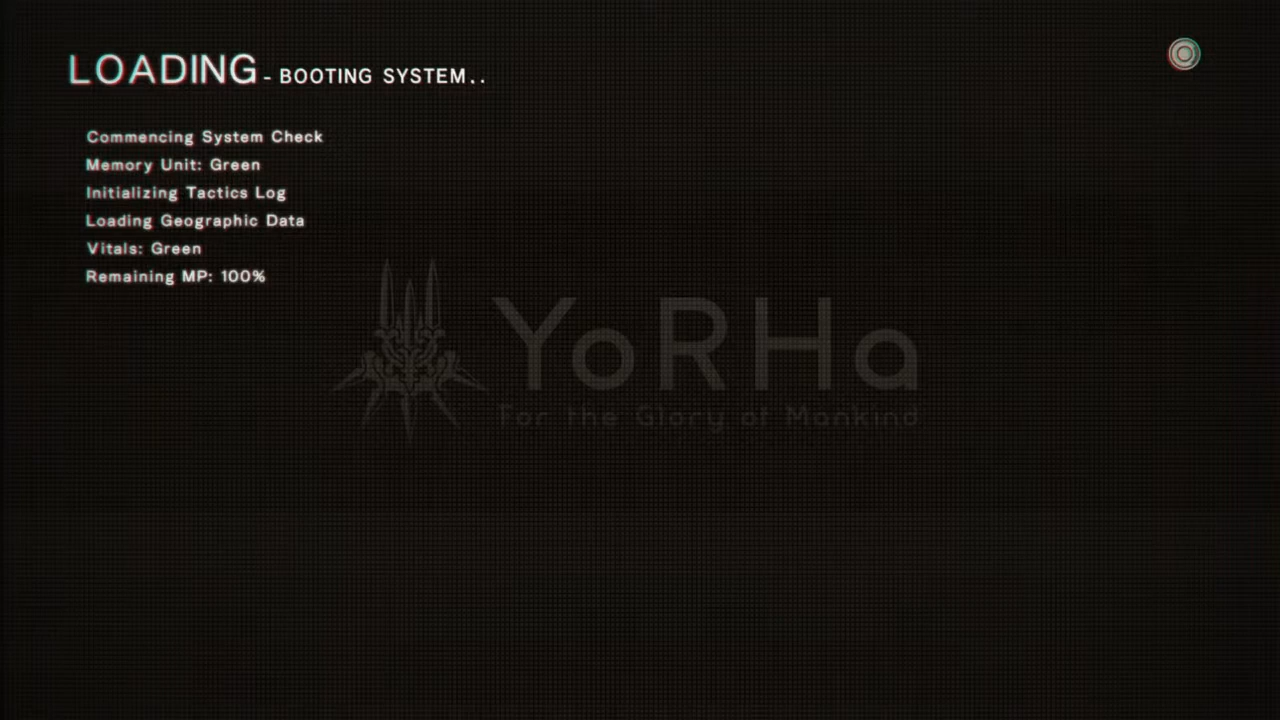 LOADING - BOOTING SYSTEM..
Commencing System Check
Memory Unit: Green
Initializing Tactics Log
Loading Geographic Data
Vitals: Green
Remaining MP: 100%
YoRHa
For the Glory of Mankind